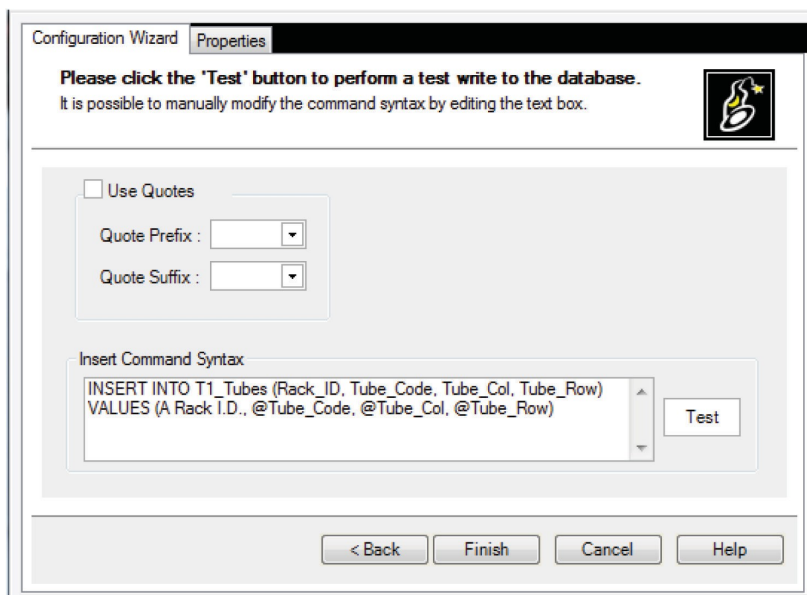 Configuration Wizard
Properties
Please click the 'Test' button to perform a test write to the database.
It is possible to manually modify the command syntax by editing the text box.
Use Quotes
Quote Prefix :
Quote Suffix :
Insert Command Syntax
INSERT INTO T1_Tubes (Rack_ID, Tube_Code, Tube_Col, Tube_Row)
VALUES (A Rack I.D., @Tube_Code, @Tube_Col, @Tube_Row)
Test
< Back
Finish
Cancel
Help